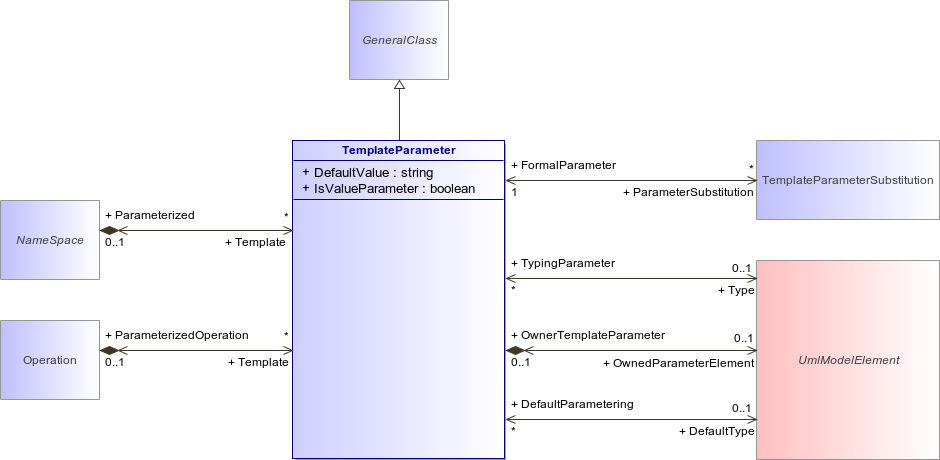 GeneralClass
TemplateParameter
+ DefaultValue : string
+ IsValueParameter : boolean
NameSpace
+ Parameterized
*
0..1
+ Template
Operation
+ ParameterizedOperation
*
0..1
+ Template
+ FormalParameter
*
1
+ ParameterSubstitution
TemplateParameterSubstitution
+ TypingParameter
0..1
*
+ Type
+ OwnerTemplateParameter
0..1
0..1
+ OwnedParameterElement
UmlModelElement
+ DefaultParametering
0..1
*
+ DefaultType